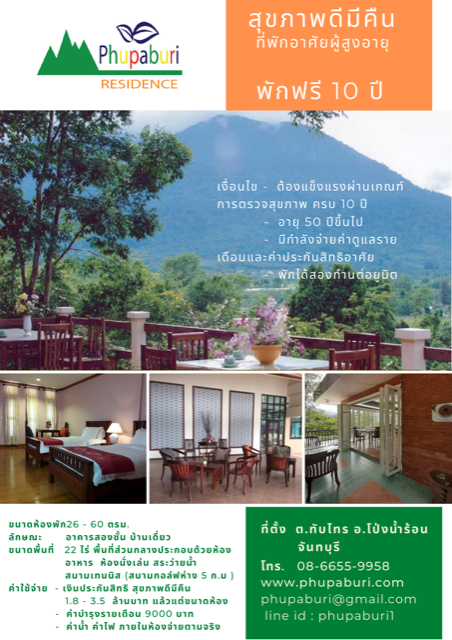 Phupaburi
RESIDENCE
สุขภาพดีมีคืน
ที่พักอาศัยผู้สูงอายุ
พักฟรี 10 ปี
เงื่อนไข - ต้องแข็งแรงผ่านเกณฑ์
การตรวจสุขภาพ ครบ 10 ปี
- อายุ 50 ปีขึ้นไป
- มีกำลังจ่ายค่าดูแลราย
เดือนและค่าประกันสิทธิอาศัย
- พักได้สองท่านต่อยูนิต
ขนาดห้องพัก26 - 60 ตรม.
ลักษณะ อาคารสองชั้น บ้านเดี่ยว
ขนาดพื้นที่ 22 ไร่ พื้นที่ส่วนกลางประกอบด้วยห้อง
อาหาร ห้องนั่งเล่น สระว่ายน้ำ
สนามเทนนิส (สนามกอล์ฟห่าง 5 ก.ม )
ค่าใช้จ่าย - เงินประกันสิทธิ สุขภาพดีมีคืน
1.8 - 3.5 ล้านบาท แล้วแต่ขนาดห้อง
- ค่าบำรุงรายเดือน 9000 บาท
- ค่าน้ำ ค่าไฟ ภายในห้องจ่ายตามจริง
ที่ตั้ง ต.ทับไทร อ.โป่งน้ำร้อน
จันทบุรี
โทร. 08-6655-9958
www.phupaburi.com
phupaburi@gmail.com
line id : phupaburi1